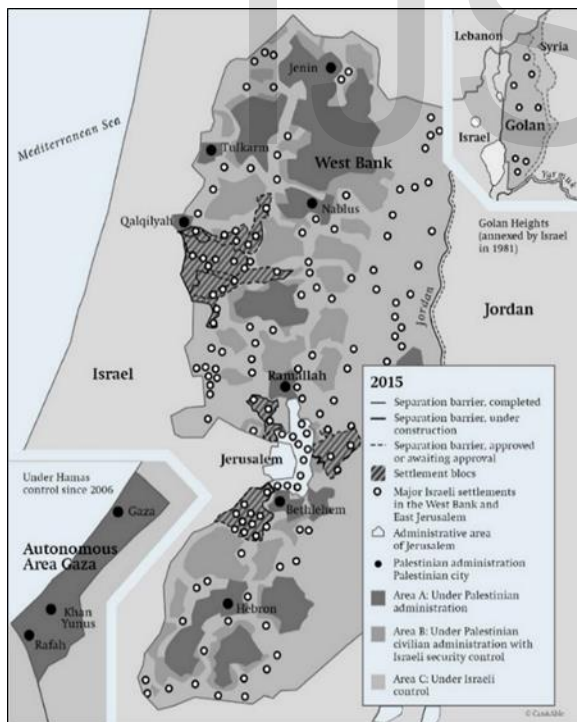 Lebanon
Syria
Jenin
Mediterranean Sea
Israel
Golan
Tulkarm
West Bank
Yarmuk
Nablus
Qalqilyah
Golan Heights
(annexed by Israel
in 1981)
Jordan
Jordan
Israel
Ramallah
Jerusalem
Bethlehem
Hebron
Under Hamas
control since 2006
Gaza
Autonomous
Area Gaza
Khan
Yunus
Rafah
2015
Separation barrier, completed
Separation barrier, under
construction
Separation barrier, approved
or awaiting approval
Settlement blocs
Major Israeli settlements
in the West Bank and
East Jerusalem
Administrative area
of Jerusalem
Palestinian administration
Palestinian city
Area A: Under Palestinian
administration
Area B: Under Palestinian
civilian administration with
Israeli security control
Area C: Under Israeli
control